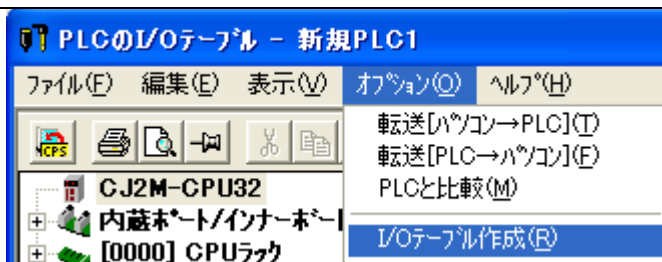 PLCのI/Oテーブル - 新規PLC1
ファイル(F) 編集(E) 表示(V) オプション(O) ヘルプ(H)
転送[パソコン→PLC](T)
転送[PLC→パソコン](F)
PLCと比較(M)
I/Oテーブル作成(R)
CPS
CJ2M-CPU32
内蔵ポート/インナーボード
[0000] CPUラック